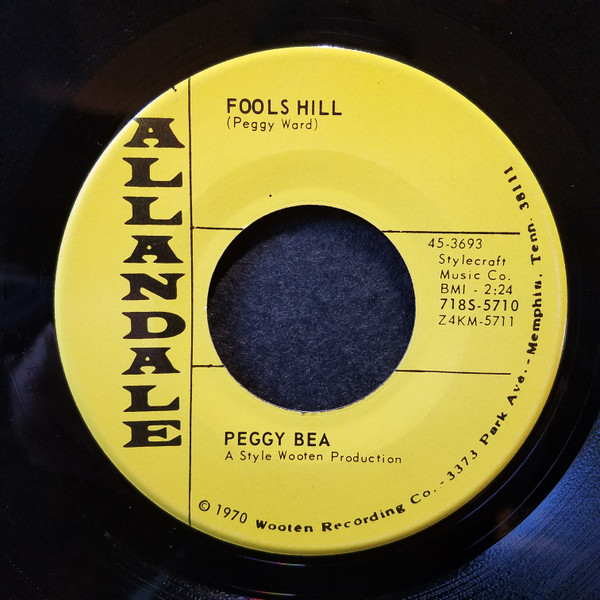 ALLANDALE
FOOLS HILL
(Peggy Ward)
45-3693
Stylecraft
Music Co.
BMI - 2:24
718S-5710
Z4KM-5711
PEGGY BEA
A Style Wooten Production
© 1970 Wooten Recording Co. - 3373 Park Ave. - Memphis, Tenn. 38111